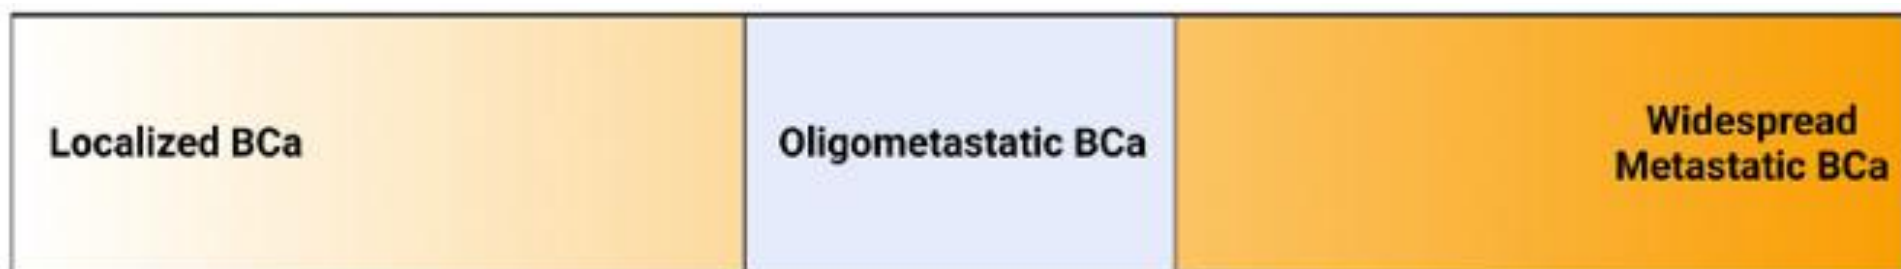 Localized BCa
Oligometastatic BCa
Widespread
Metastatic BCa